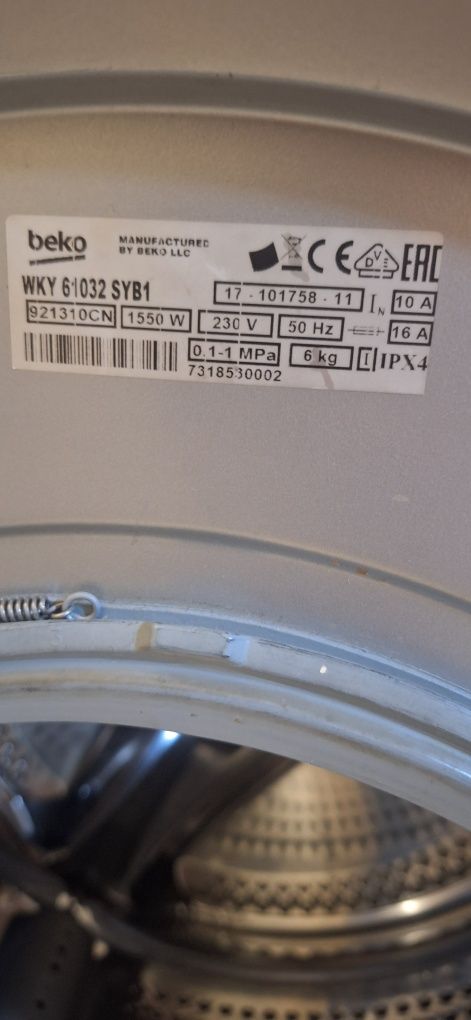 beko
MANUFACTURED
BY BEKO LLC
CE
D V E
EAC
WKY 61032 SYB1
17 - 101758 - 11
IN
10 A
921310CN
1550 W
230 V
50 Hz
16 A
0.1-1 MPa
6 kg
IPX4
7318530002